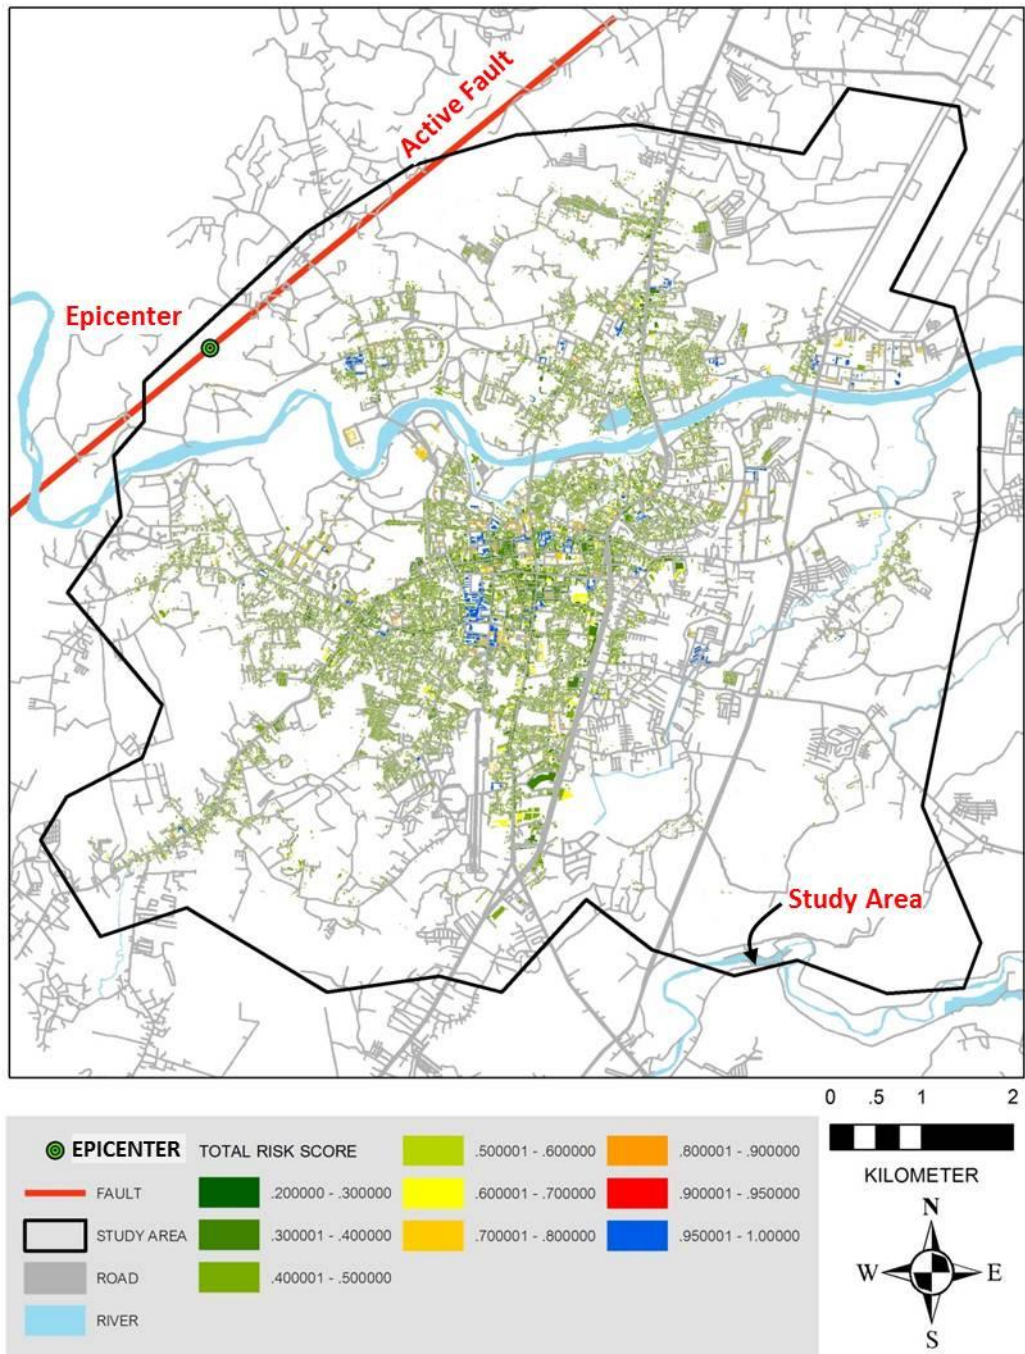 Active Fault
Epicenter
Study Area
0 .5 1 2
KILOMETER
N
W E
S
EPICENTER
FAULT
STUDY AREA
ROAD
RIVER
TOTAL RISK SCORE
.200000 - .300000
.300001 - .400000
.400001 - .500000
.500001 - .600000
.600001 - .700000
.700001 - .800000
.800001 - .900000
.900001 - .950000
.950001 - 1.00000